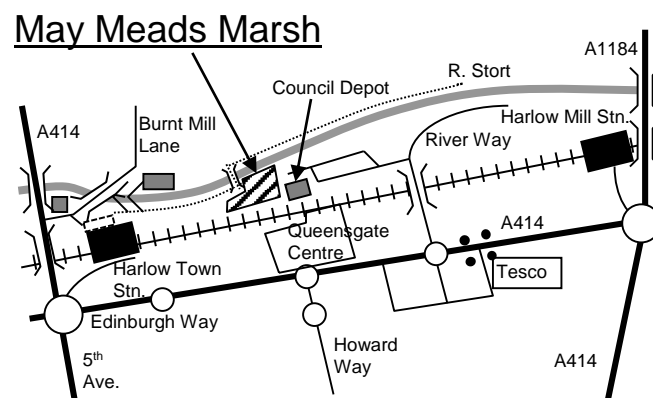 May Meads Marsh
A1184
R. Stort
Council Depot
Harlow Mill Stn.
A414
Burnt Mill
Lane
River Way
A414
Queensgate
Centre
Harlow Town
Stn.
Tesco
Edinburgh Way
Howard
Way
5th
Ave.
A414